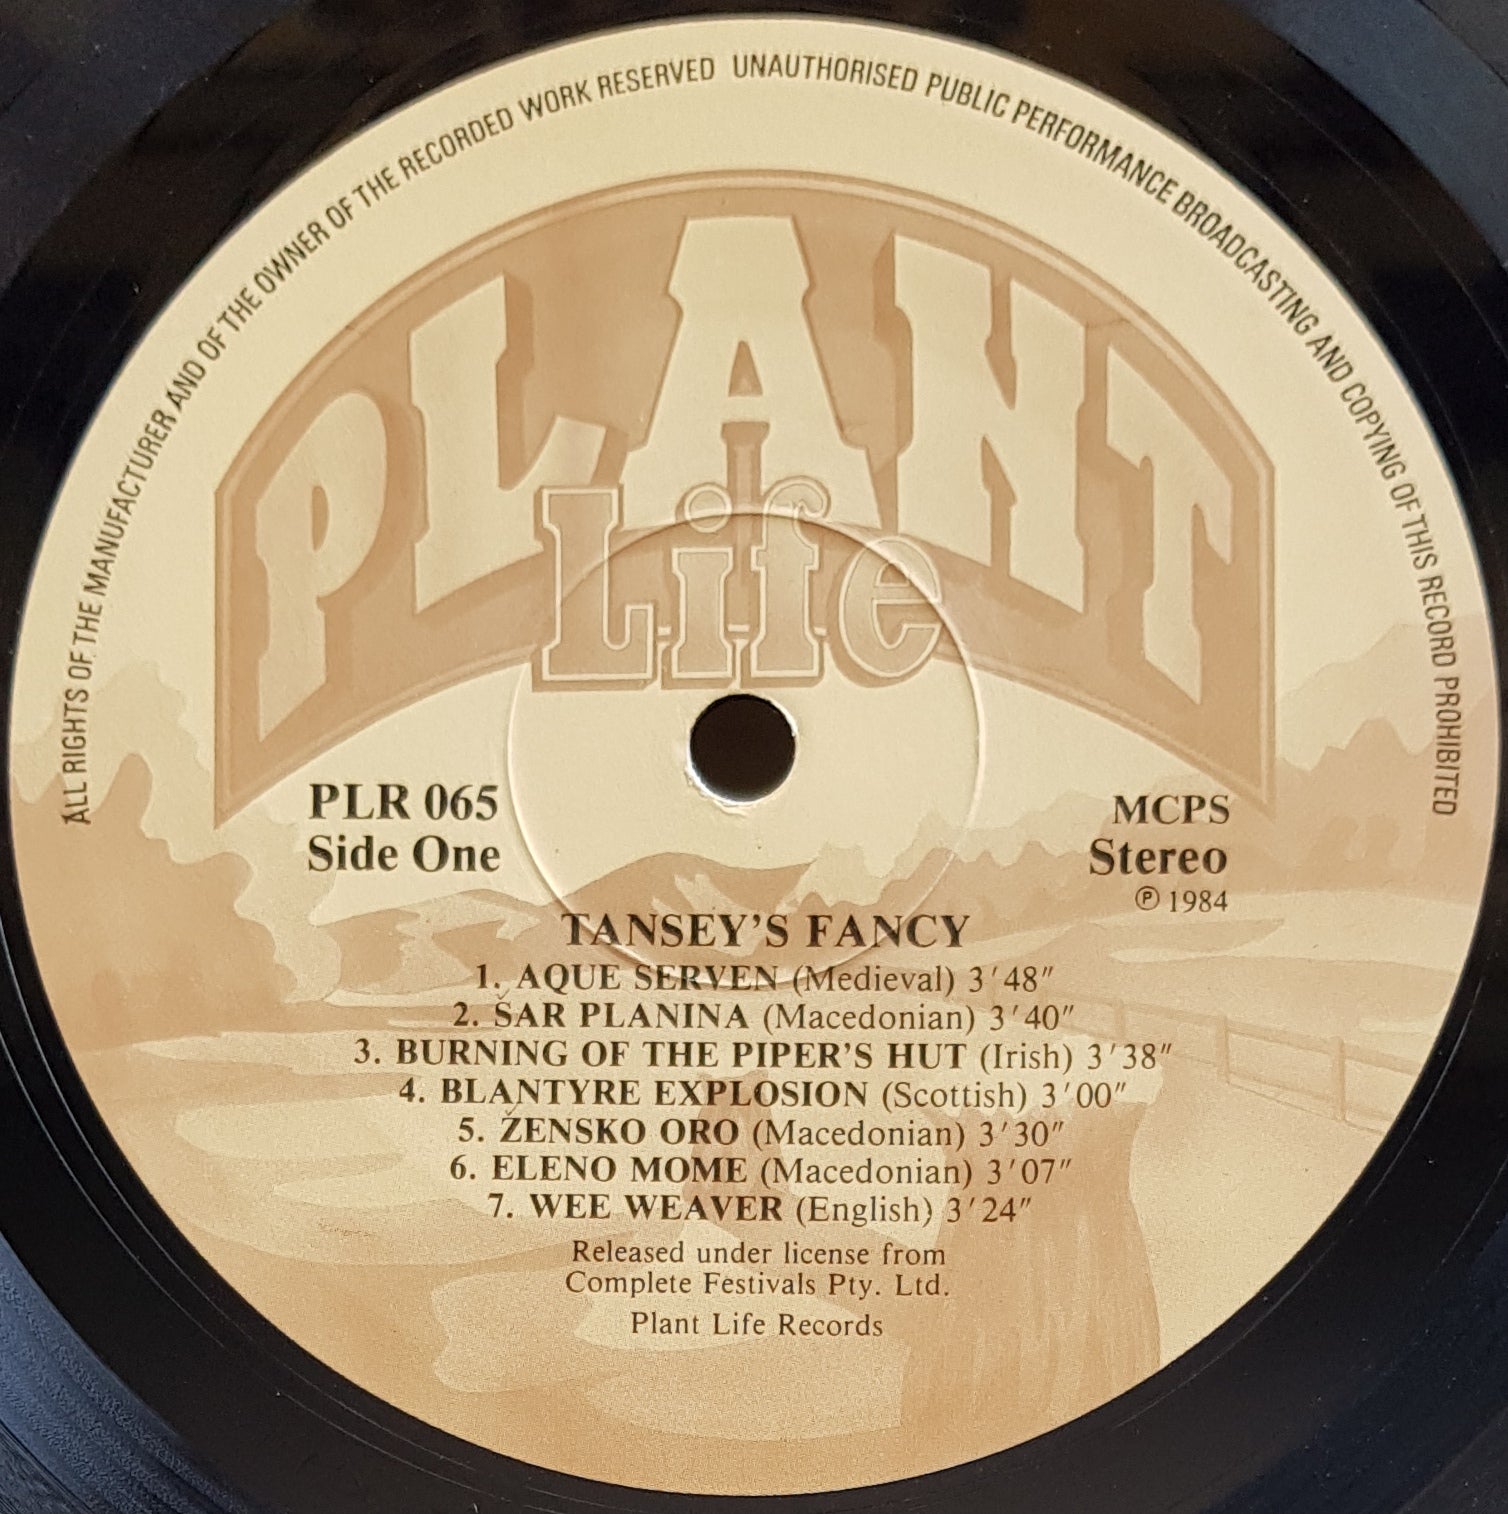 ALL RIGHTS OF THE MANUFACTURER AND OF THE OWNER OF THE RECORDED WORK RESERVED UNAUTHORISED PUBLIC PERFORMANCE BROADCASTING AND COPYING OF THIS RECORD PROHIBITED
PLANT
Life
PLR 065
Side One
MCPS
Stereo
Ⓟ 1984
TANSEY'S FANCY
1. AQUE SERVEN (Medieval) 3′48″
2. ŠAR PLANINA (Macedonian) 3′40″
3. BURNING OF THE PIPER'S HUT (Irish) 3′38″
4. BLANTYRE EXPLOSION (Scottish) 3′00″
5. ŽENSKO ORO (Macedonian) 3′30″
6. ELENO MOME (Macedonian) 3′07″
7. WEE WEAVER (English) 3′24″
Released under license from
Complete Festivals Pty. Ltd.
Plant Life Records